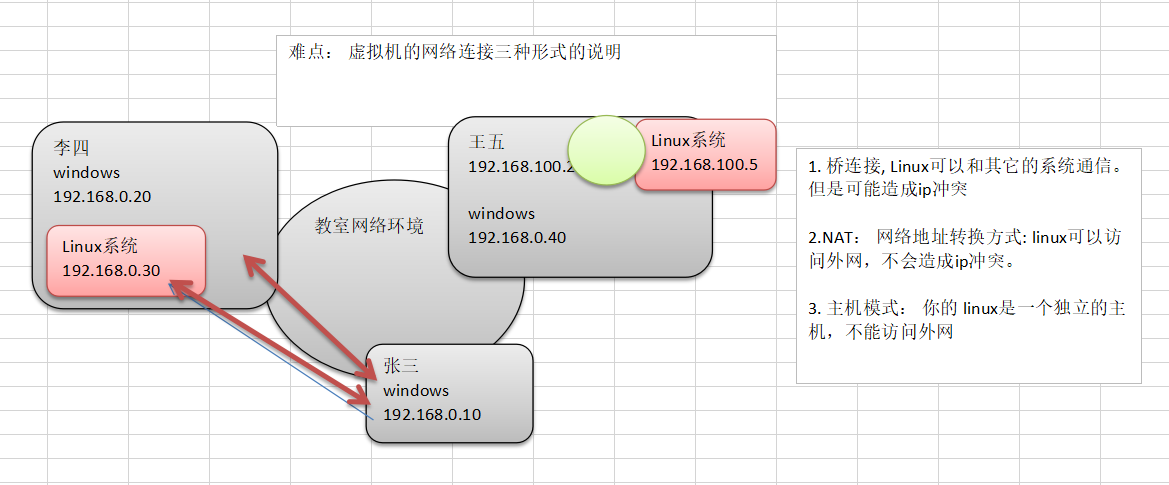 难点： 虚拟机的网络连接三种形式的说明
李四
windows
192.168.0.20
Linux系统
192.168.0.30
教室网络环境
王五
192.168.100.2
windows
192.168.0.40
Linux系统
192.168.100.5
张三
windows
192.168.0.10
1. 桥连接, Linux可以和其它的系统通信。
但是可能造成ip冲突
2.NAT： 网络地址转换方式: linux可以访
问外网，不会造成ip冲突。
3. 主机模式： 你的 linux是一个独立的主
机，不能访问外网